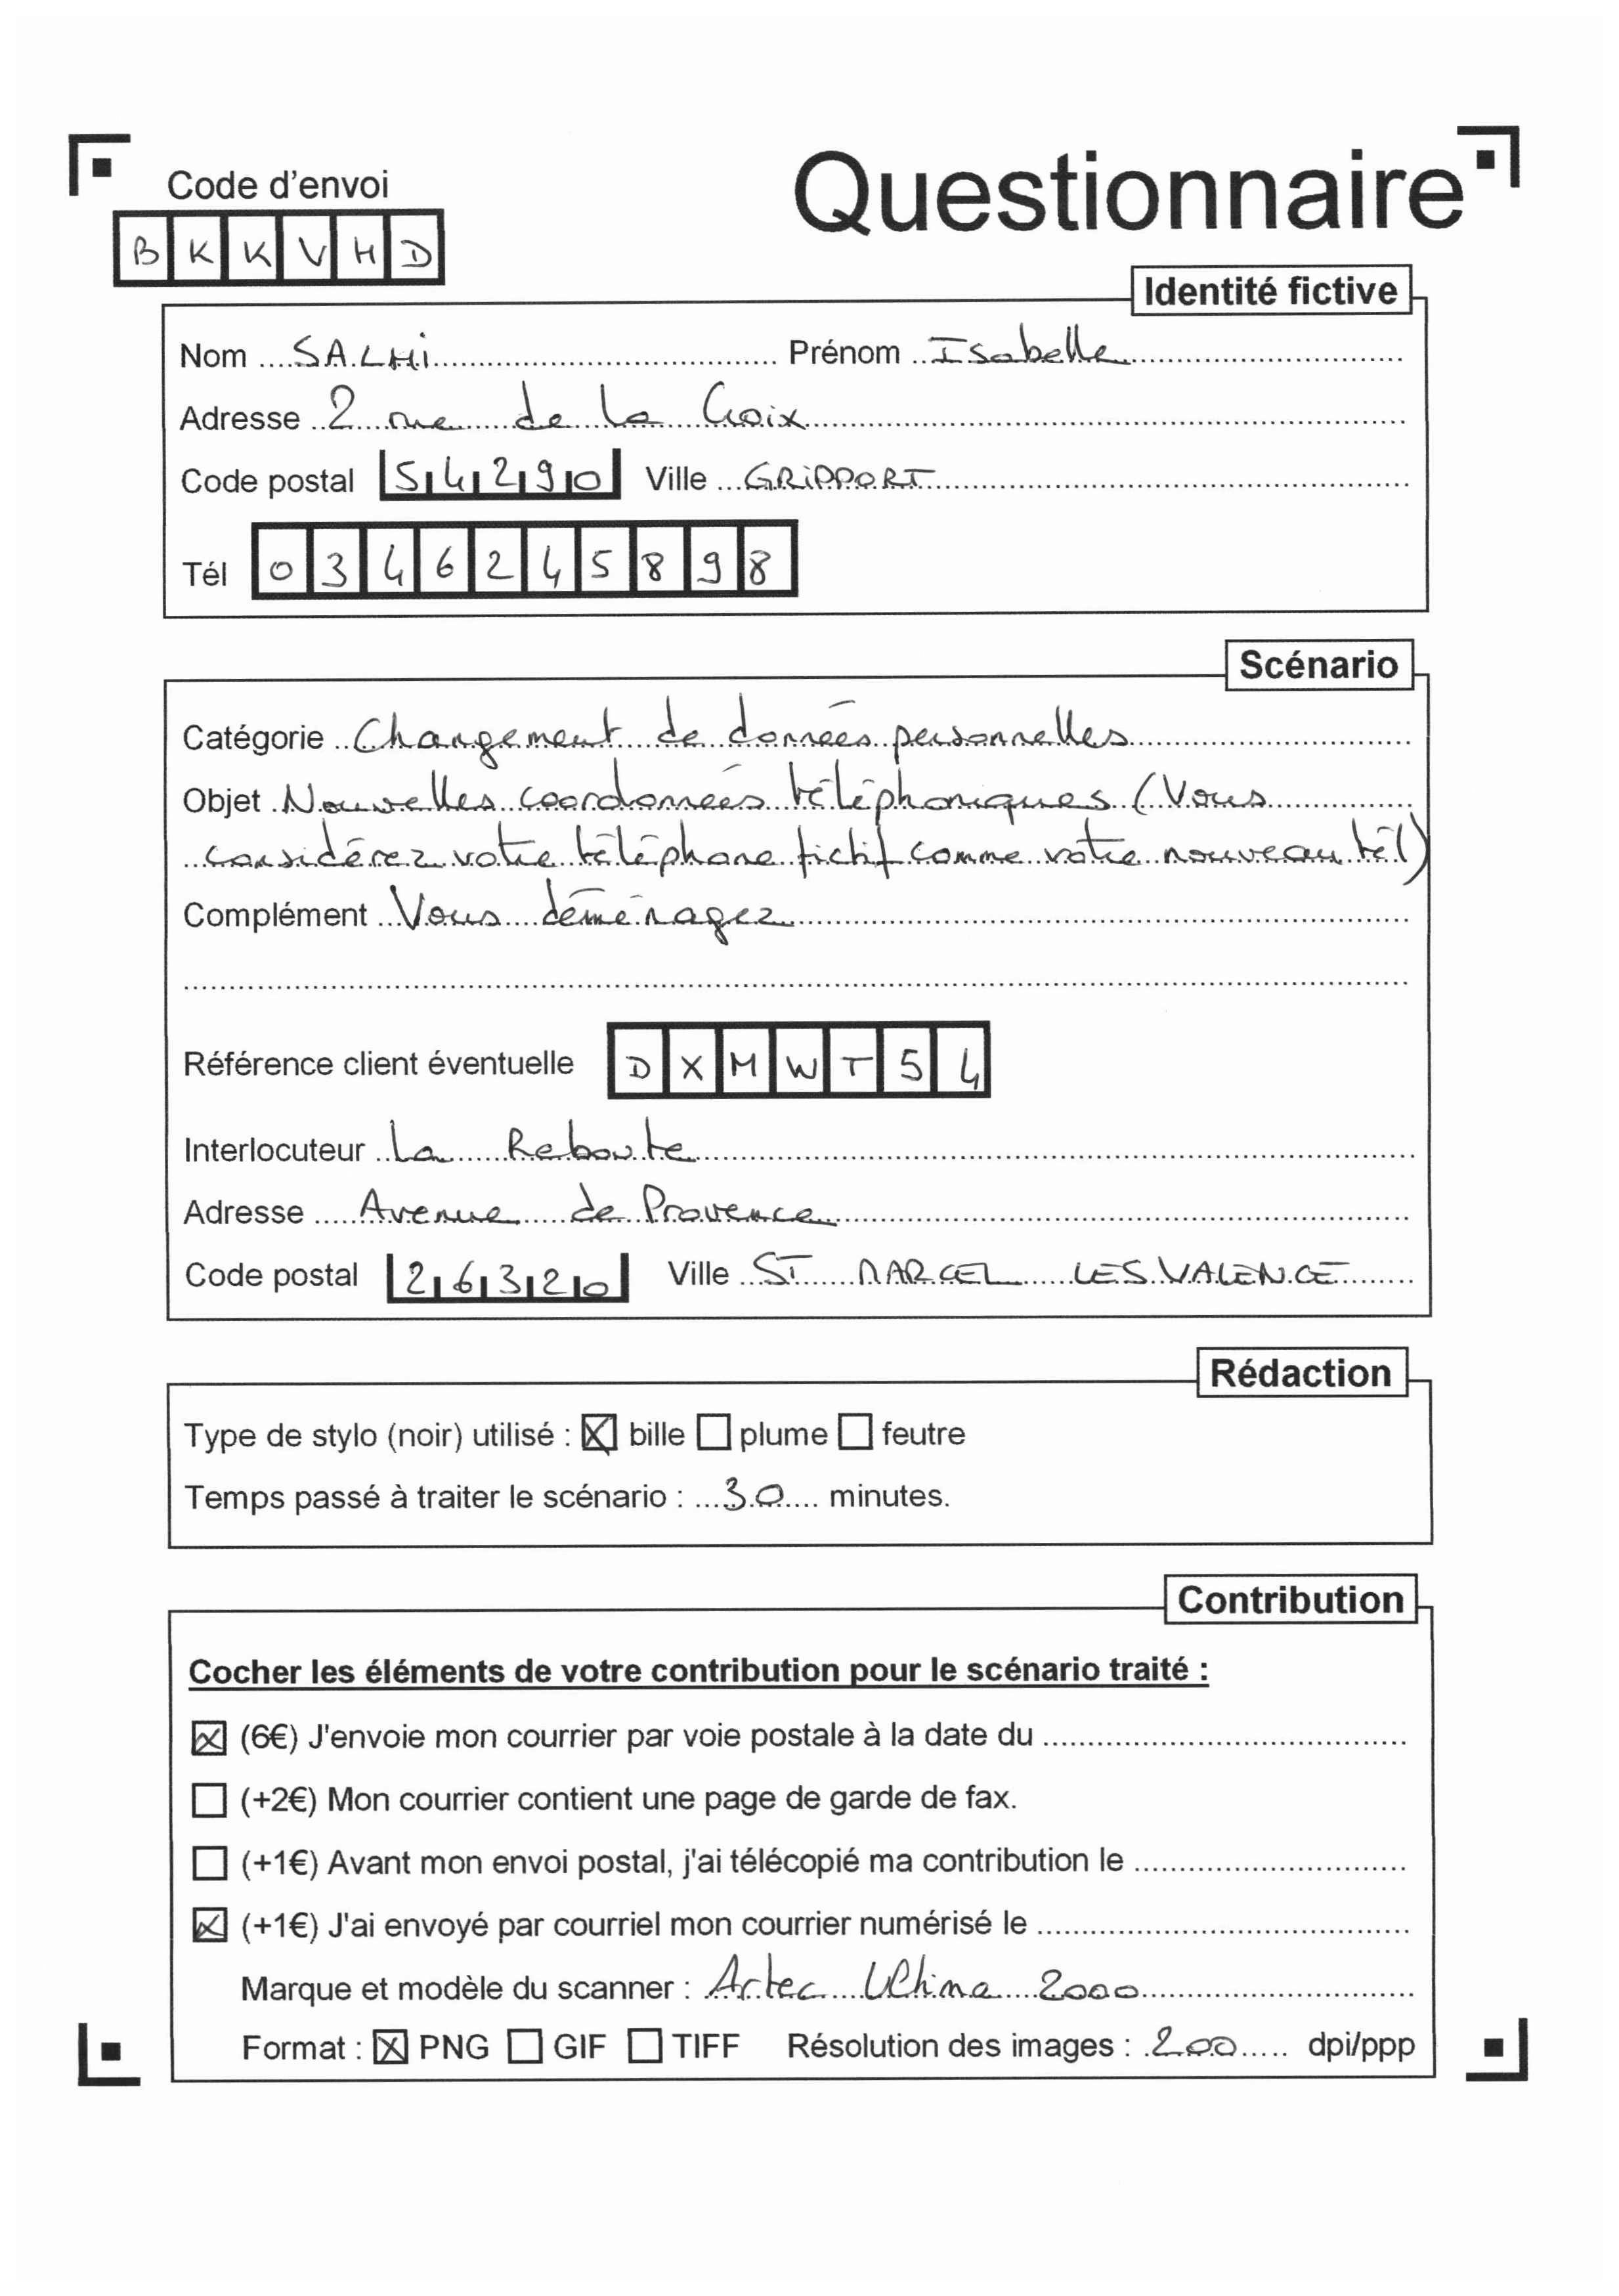 Questionnaire
Code d'envoi
B K K V H D
Identité fictive
Nom SALHi Prénom Isabelle
Adresse 2 rue de la Croix
Code postal 54290 Ville GRiPPORT
Tél 0346245898
Scénario
Catégorie Changement de données personnelles
Objet Nouvelles coordonnées téléphoniques (Vous
considérez votre téléphone fictif comme votre nouveau tél)
Complément Vous déménagez
Référence client éventuelle D X M W T 5 4
Interlocuteur La Reboute
Adresse Avenue de Provence
Code postal 26320 Ville ST MARCEL LES VALENCE
Rédaction
Type de stylo (noir) utilisé : ☒ bille ☐ plume ☐ feutre
Temps passé à traiter le scénario : 30 minutes.
Contribution
Cocher les éléments de votre contribution pour le scénario traité :
☒ (6€) J'envoie mon courrier par voie postale à la date du
☐ (+2€) Mon courrier contient une page de garde de fax.
☐ (+1€) Avant mon envoi postal, j'ai télécopié ma contribution le
☒ (+1€) J'ai envoyé par courriel mon courrier numérisé le
Marque et modèle du scanner : Artec Ultima 2000
Format : ☒ PNG ☐ GIF ☐ TIFF Résolution des images : 200 dpi/ppp